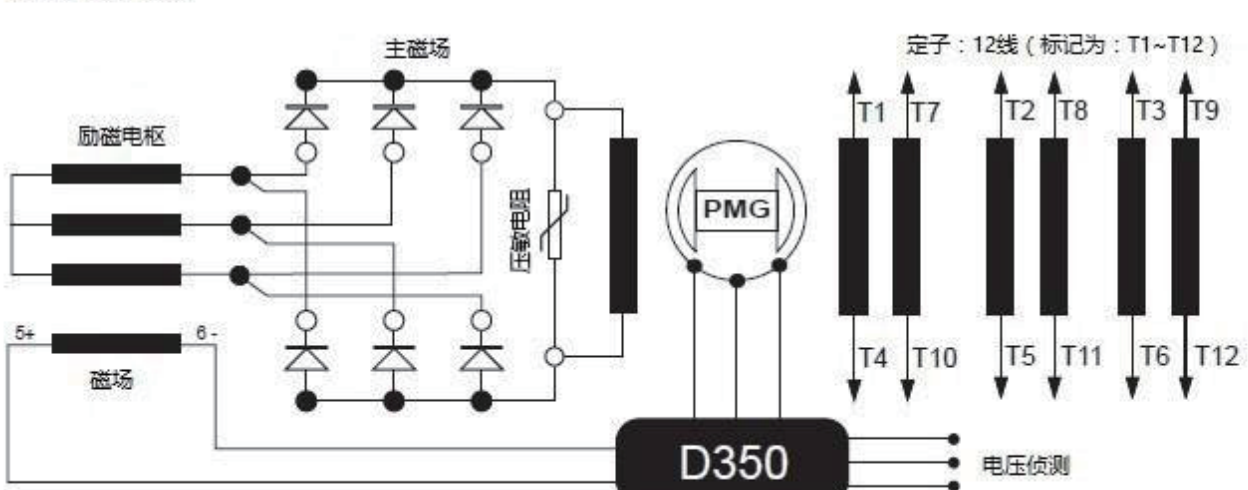 主磁场
定子：12线（标记为：T1~T12）
励磁电枢
压敏电阻
PMG
T1
T7
T2
T8
T3
T9
5+
6 -
磁场
T4
T10
T5
T11
T6
T12
D350
电压侦测